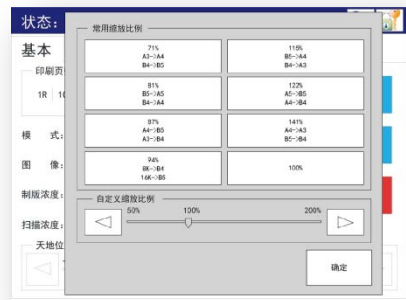 状态：
基本
印刷页
1R
模 式：
图 像：
制版浓度：
扫描浓度：
天地位
常用缩放比例
71%
A3->A4
B4->B5
115%
B5->A4
B4->A3
81%
B5->A5
B4->A4
122%
A5->B5
A4->B4
87%
A4->B5
A3->B4
141%
A4->A3
B5->B4
94%
8K->B4
16K->B5
100%
自定义缩放比例
50%
100%
200%
确定